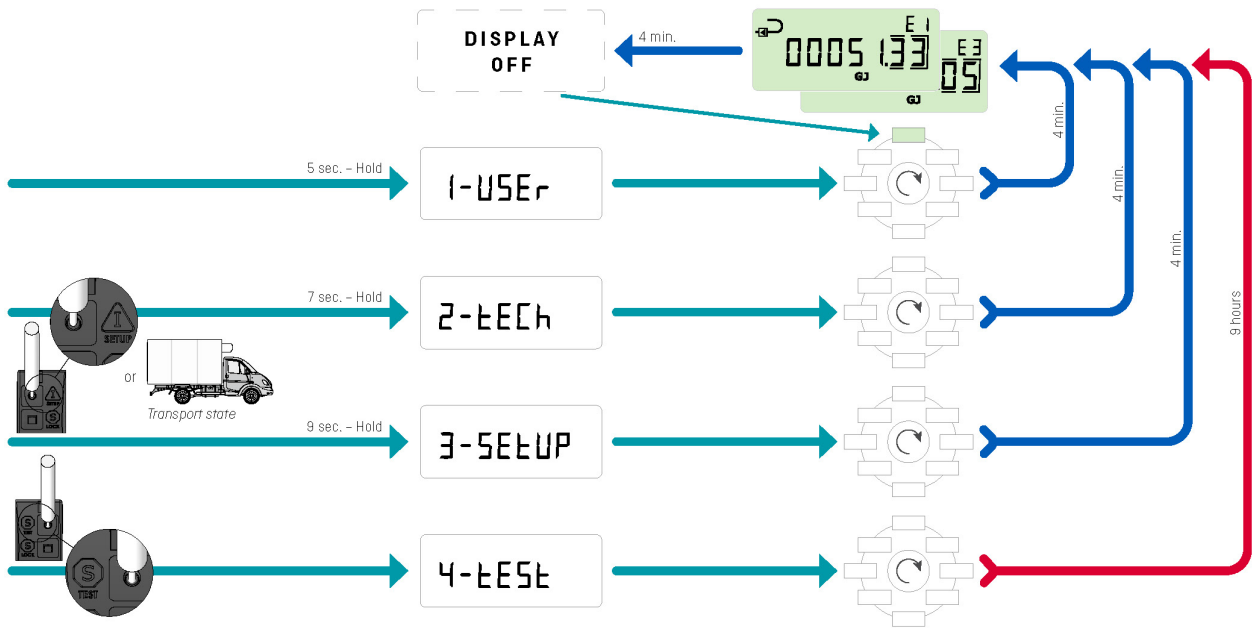 DISPLAY
OFF
4 min.
E1
00051.33
GJ
E3
05
GJ
5 sec. – Hold
1-USEr
4 min.
7 sec. – Hold
2-tECh
4 min.
I
SETUP
or
Transport state
9 sec. – Hold
3-SEtUP
4 min.
9 hours
S
TEST
4-tESt